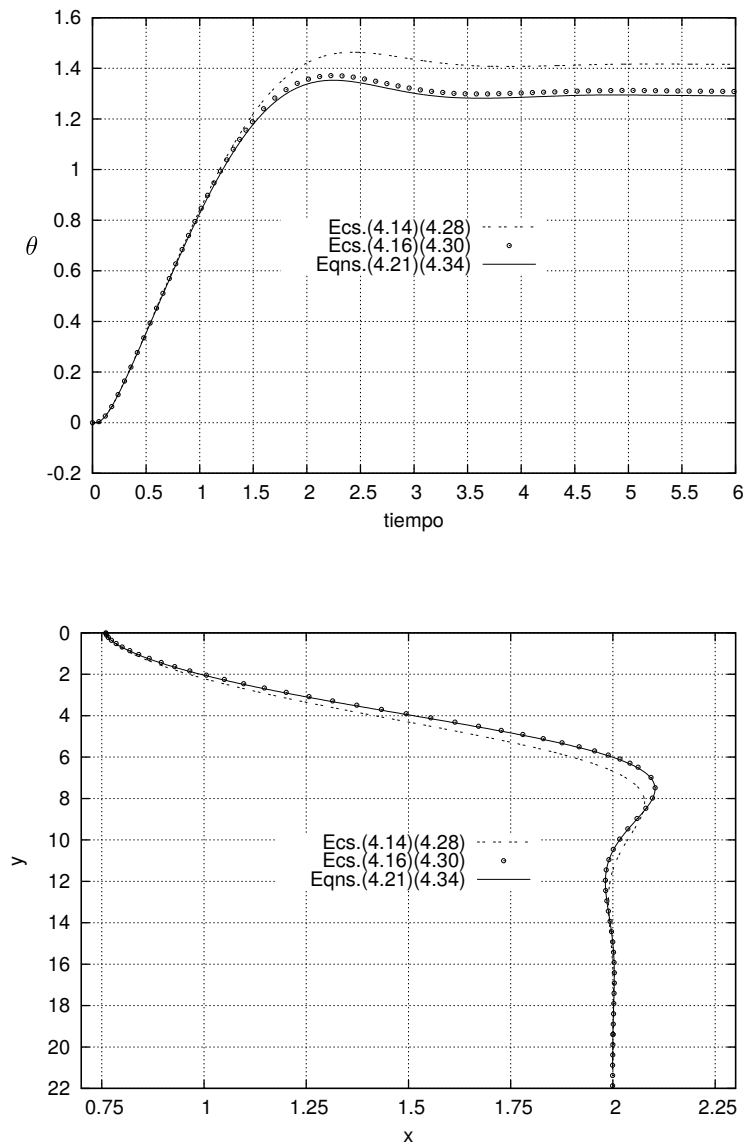 1.6
1.4
1.2
1
0.8
0.6
0.4
0.2
0
-0.2
θ
Ecs.(4.14)(4.28)
Ecs.(4.16)(4.30)
Eqns.(4.21)(4.34)
0 0.5 1 1.5 2 2.5 3 3.5 4 4.5 5 5.5 6
tiempo
0
2
4
6
8
10
12
14
16
18
20
22
y
Ecs.(4.14)(4.28)
Ecs.(4.16)(4.30)
Eqns.(4.21)(4.34)
0.75 1 1.25 1.5 1.75 2 2.25
x